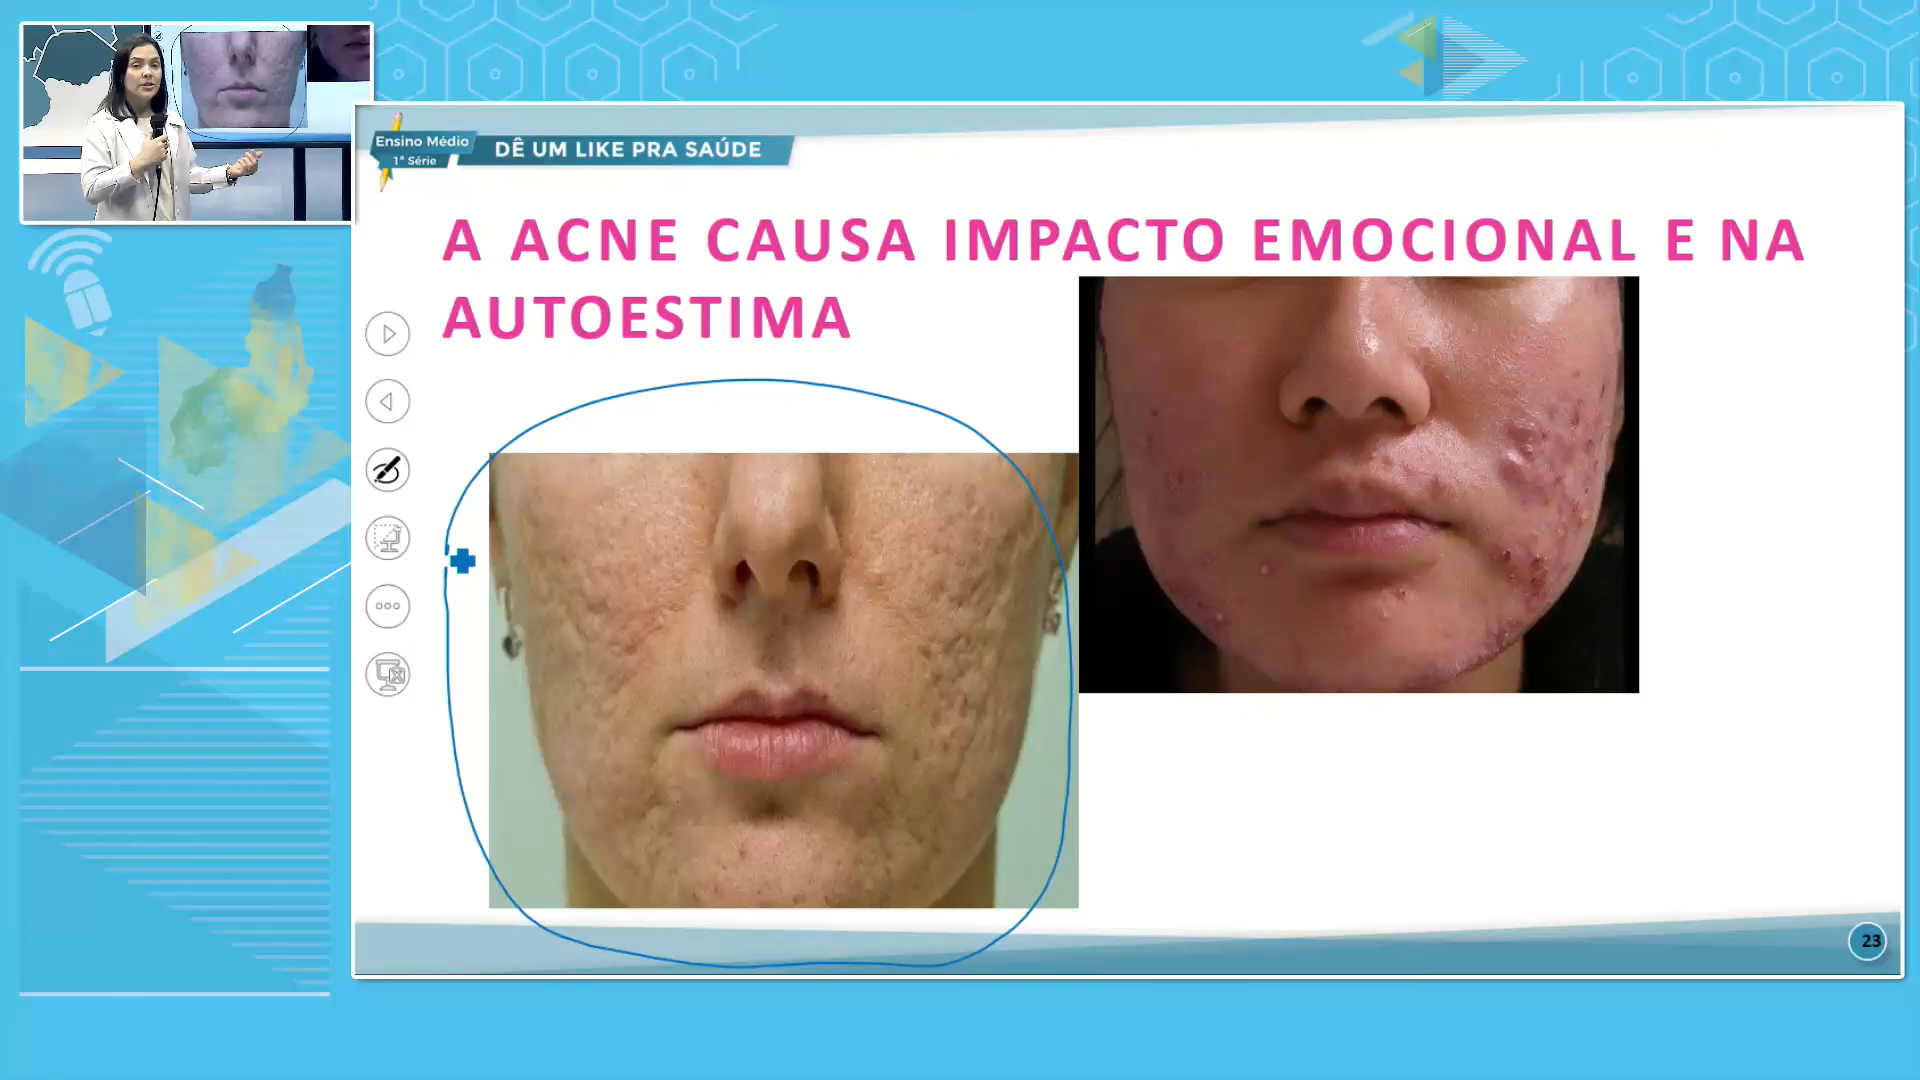 Ensino Médio
1ª Série
DÊ UM LIKE PRA SAÚDE
A ACNE CAUSA IMPACTO EMOCIONAL E NA
AUTOESTIMA
23